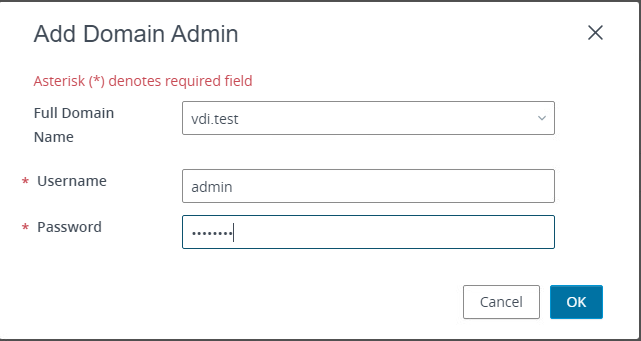 Add Domain Admin
Asterisk (*) denotes required field
Full Domain
Name
vdi.test
* Username
admin
* Password
••••••••
Cancel
OK